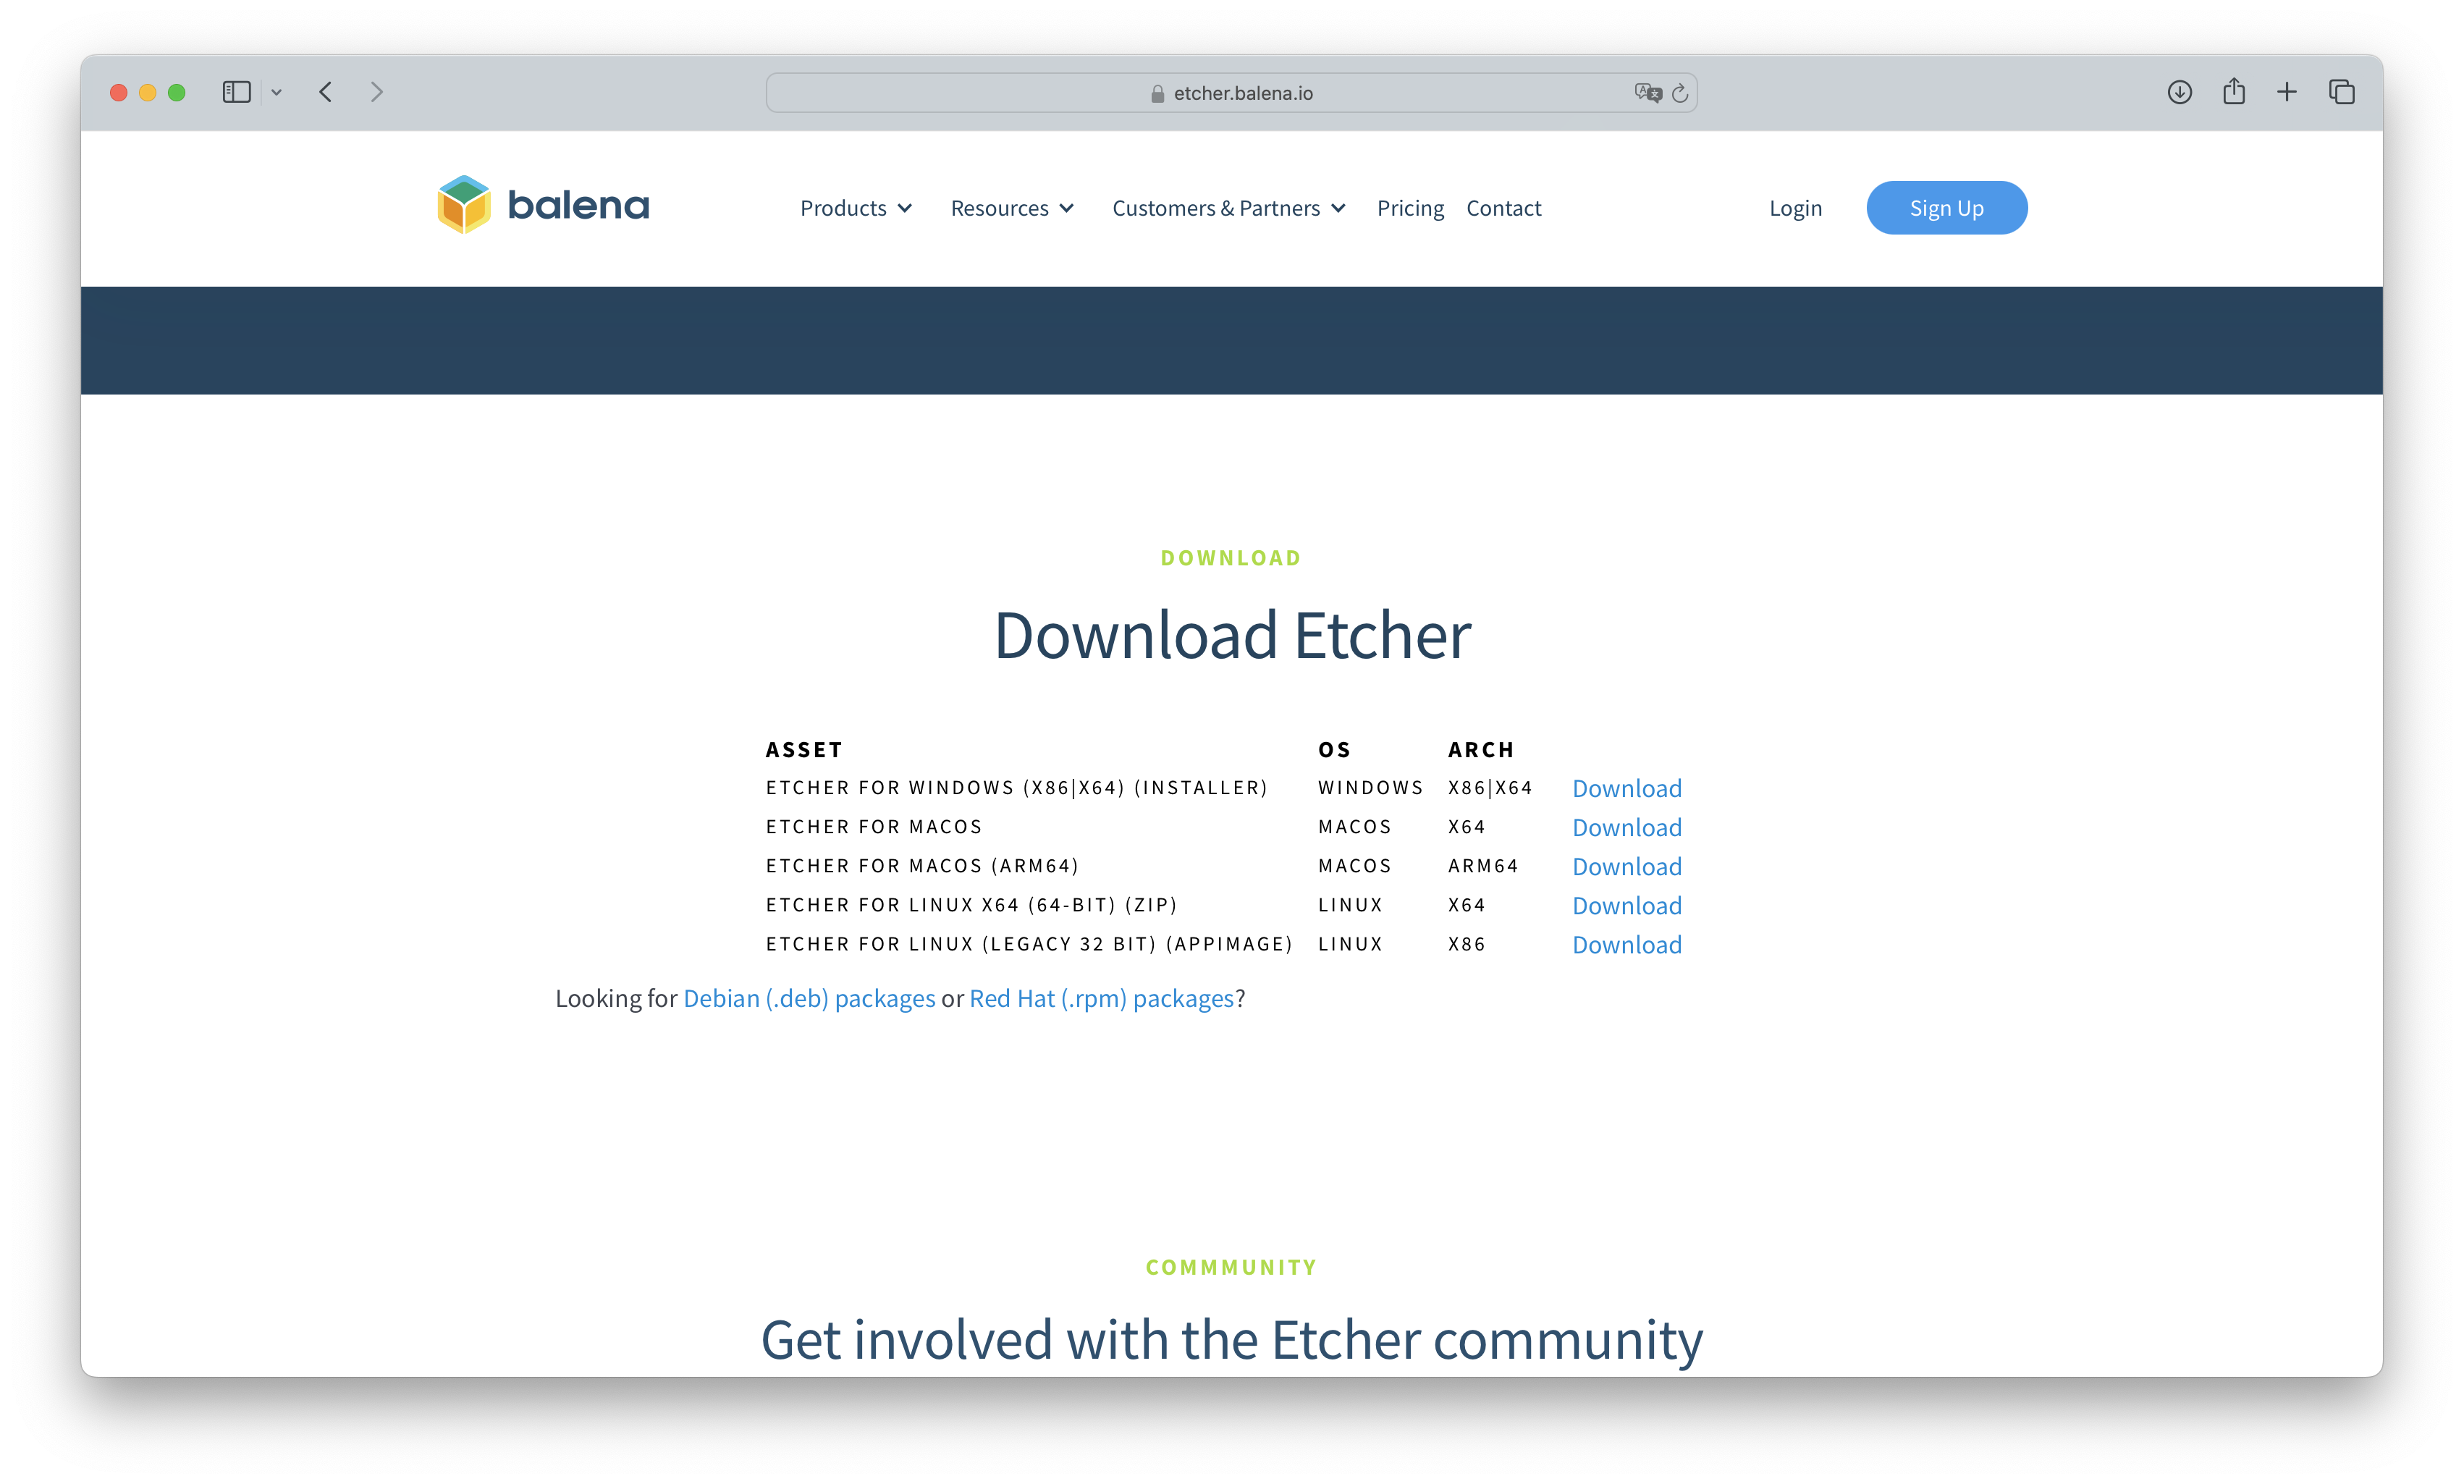 etcher.balena.io
balena
Products Resources Customers & Partners Pricing Contact Login Sign Up
DOWNLOAD
Download Etcher
ASSET OS ARCH
ETCHER FOR WINDOWS (X86|X64) (INSTALLER) WINDOWS X86|X64 Download
ETCHER FOR MACOS MACOS X64 Download
ETCHER FOR MACOS (ARM64) MACOS ARM64 Download
ETCHER FOR LINUX X64 (64-BIT) (ZIP) LINUX X64 Download
ETCHER FOR LINUX (LEGACY 32 BIT) (APPIMAGE) LINUX X86 Download
Looking for Debian (.deb) packages or Red Hat (.rpm) packages?
COMMMUNITY
Get involved with the Etcher community